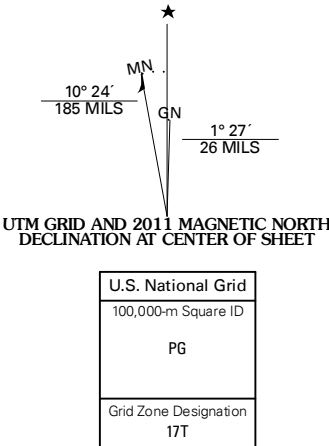 MN
10° 24´
185 MILS
GN
1° 27´
26 MILS
UTM GRID AND 2011 MAGNETIC NORTH
DECLINATION AT CENTER OF SHEET
U.S. National Grid
100,000-m Square ID
PG
Grid Zone Designation
17T